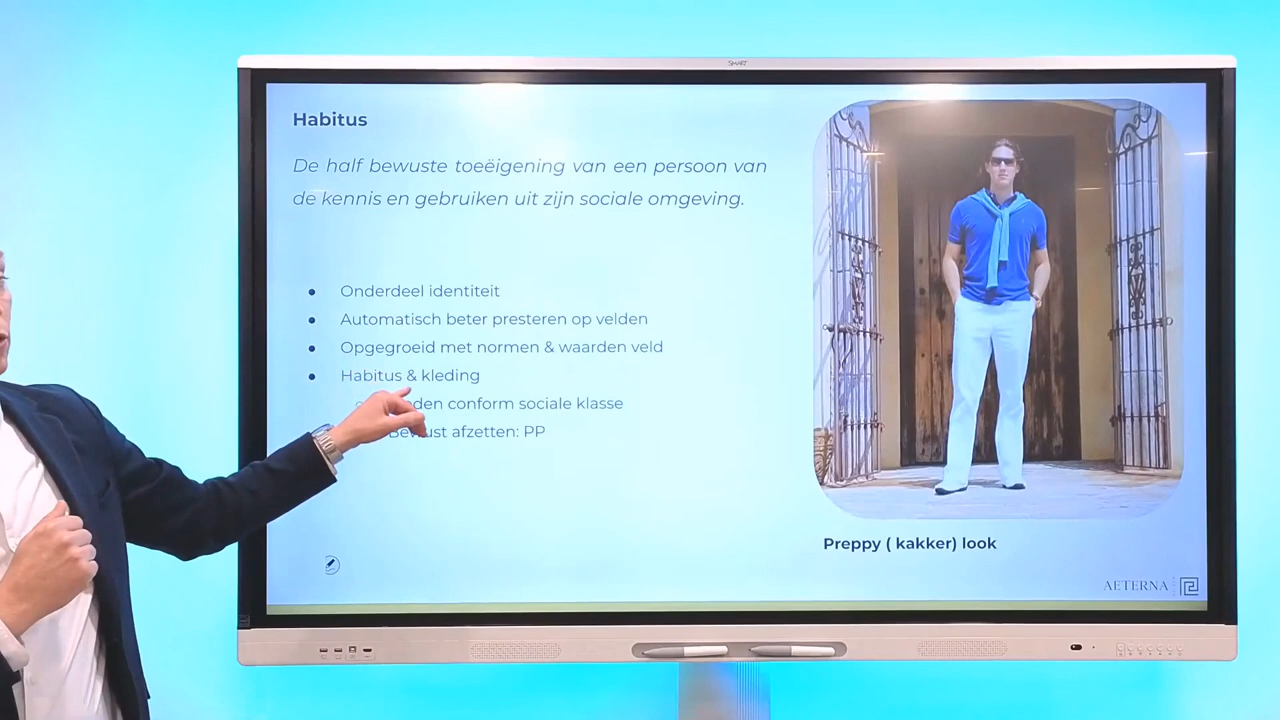 SMART
Habitus
De half bewuste toeëigening van een persoon van
de kennis en gebruiken uit zijn sociale omgeving.
Onderdeel identiteit
Automatisch beter presteren op velden
Opgegroeid met normen & waarden veld
Habitus & kleding
conform sociale klasse
afzetten: PP
Preppy ( kakker) look
AETERNA